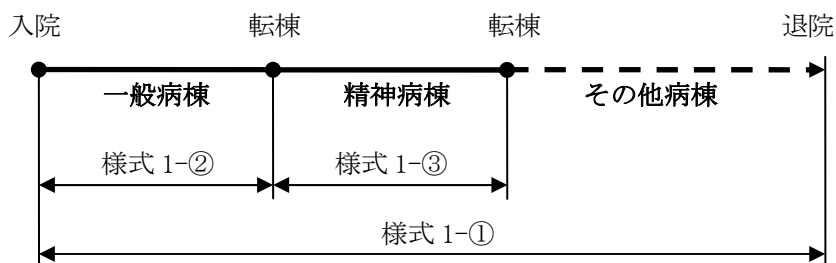 入院 転棟 転棟 退院
一般病棟 精神病棟 その他病棟
様式 1-② 様式 1-③
様式 1-①